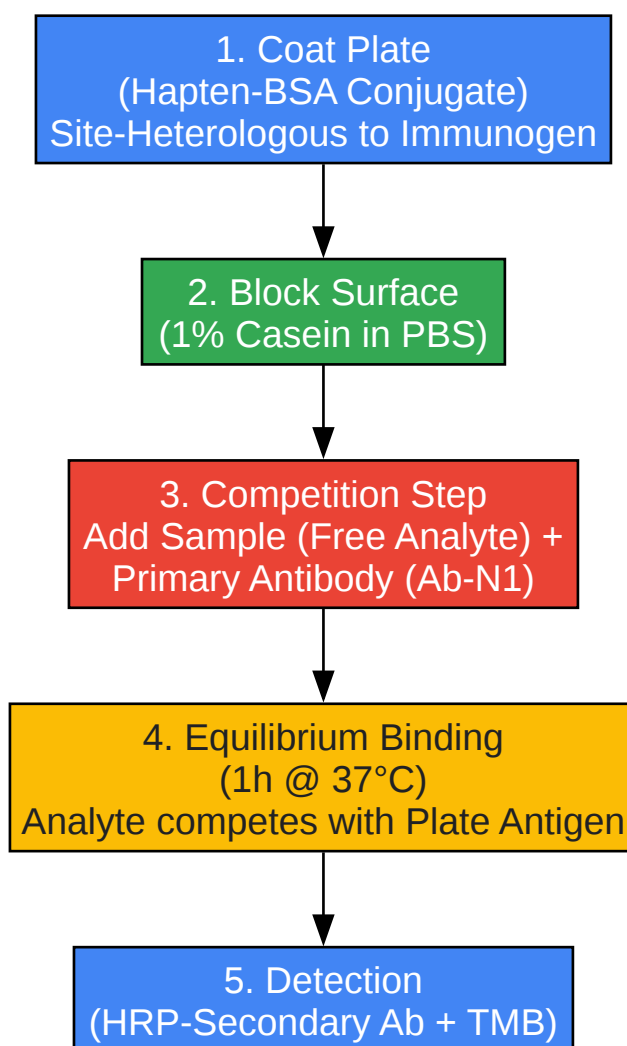 1. Coat Plate
(Hapten-BSA Conjugate)
Site-Heterologous to Immunogen
2. Block Surface
(1% Casein in PBS)
3. Competition Step
Add Sample (Free Analyte) +
Primary Antibody (Ab-N1)
4. Equilibrium Binding
(1h @ 37°C)
Analyte competes with Plate Antigen
5. Detection
(HRP-Secondary Ab + TMB)